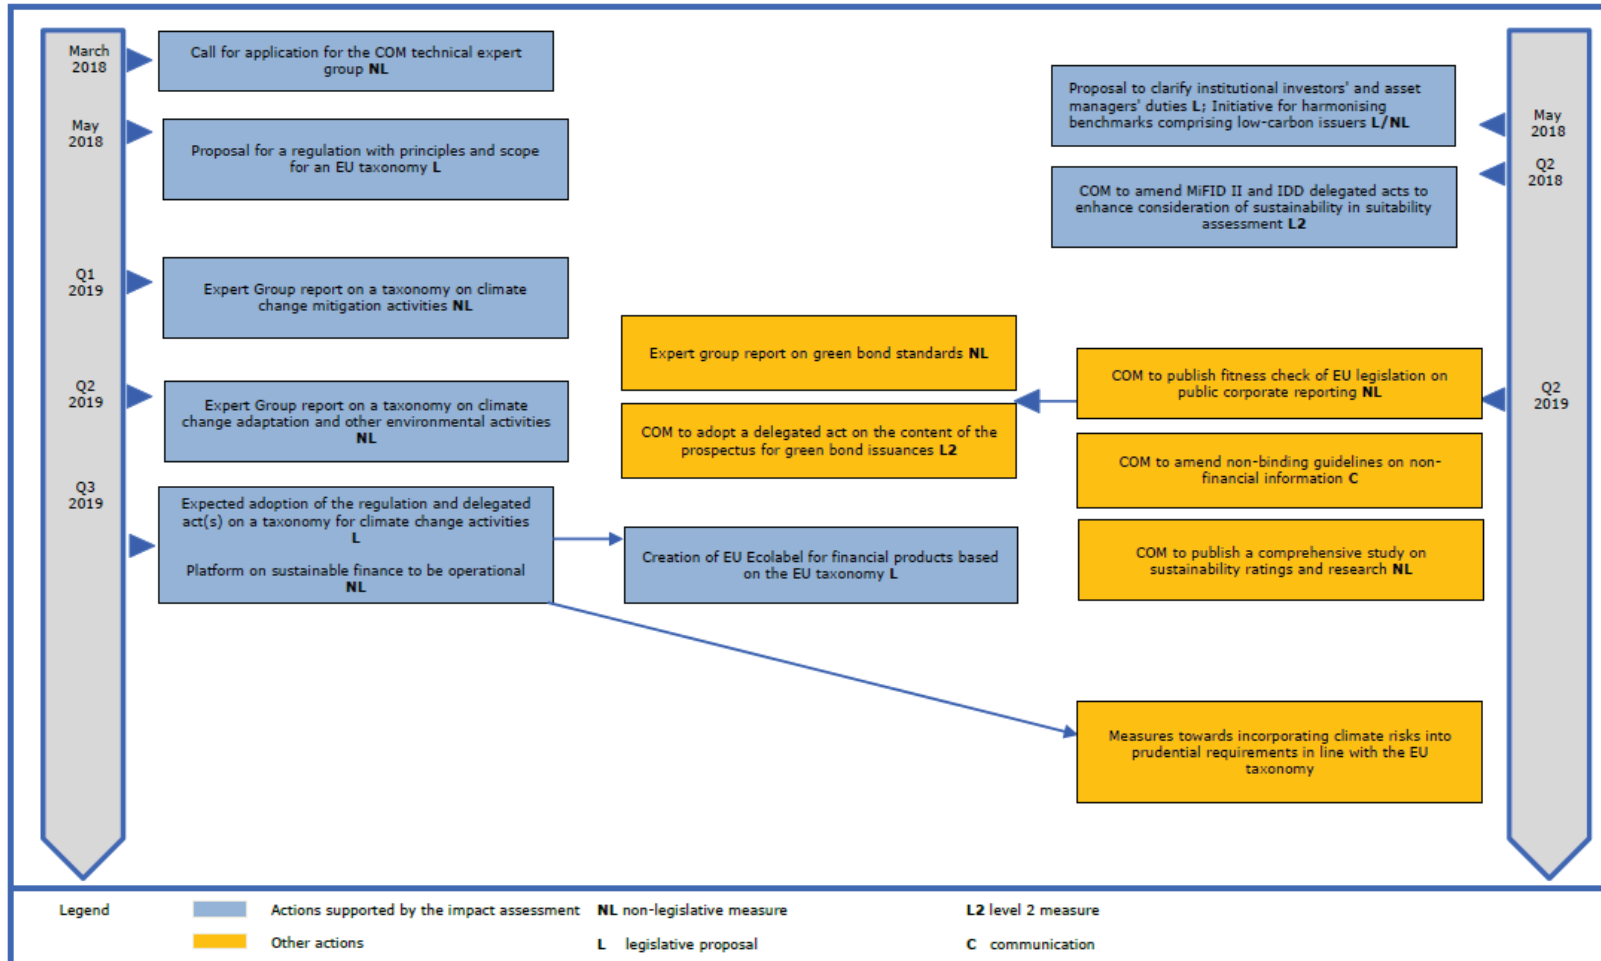 March
2018
Call for application for the COM technical expert
group NL
May
2018
Proposal for a regulation with principles and scope
for an EU taxonomy L
Q1
2019
Expert Group report on a taxonomy on climate
change mitigation activities NL
Q2
2019
Expert Group report on a taxonomy on climate
change adaptation and other environmental activities
NL
Q3
2019
Expected adoption of the regulation and delegated
act(s) on a taxonomy for climate change activities
L
Platform on sustainable finance to be operational
NL
Expert group report on green bond standards NL
COM to adopt a delegated act on the content of the
prospectus for green bond issuances L2
Creation of EU Ecolabel for financial products based
on the EU taxonomy L
Proposal to clarify institutional investors' and asset
managers' duties L; Initiative for harmonising
benchmarks comprising low-carbon issuers L/NL
May
2018
COM to amend MiFID II and IDD delegated acts to
enhance consideration of sustainability in suitability
assessment L2
Q2
2018
COM to publish fitness check of EU legislation on
public corporate reporting NL
Q2
2019
COM to amend non-binding guidelines on non-
financial information C
COM to publish a comprehensive study on
sustainability ratings and research NL
Measures towards incorporating climate risks into
prudential requirements in line with the EU
taxonomy
Legend
Actions supported by the impact assessment
NL non-legislative measure
L2 level 2 measure
Other actions
L legislative proposal
C communication